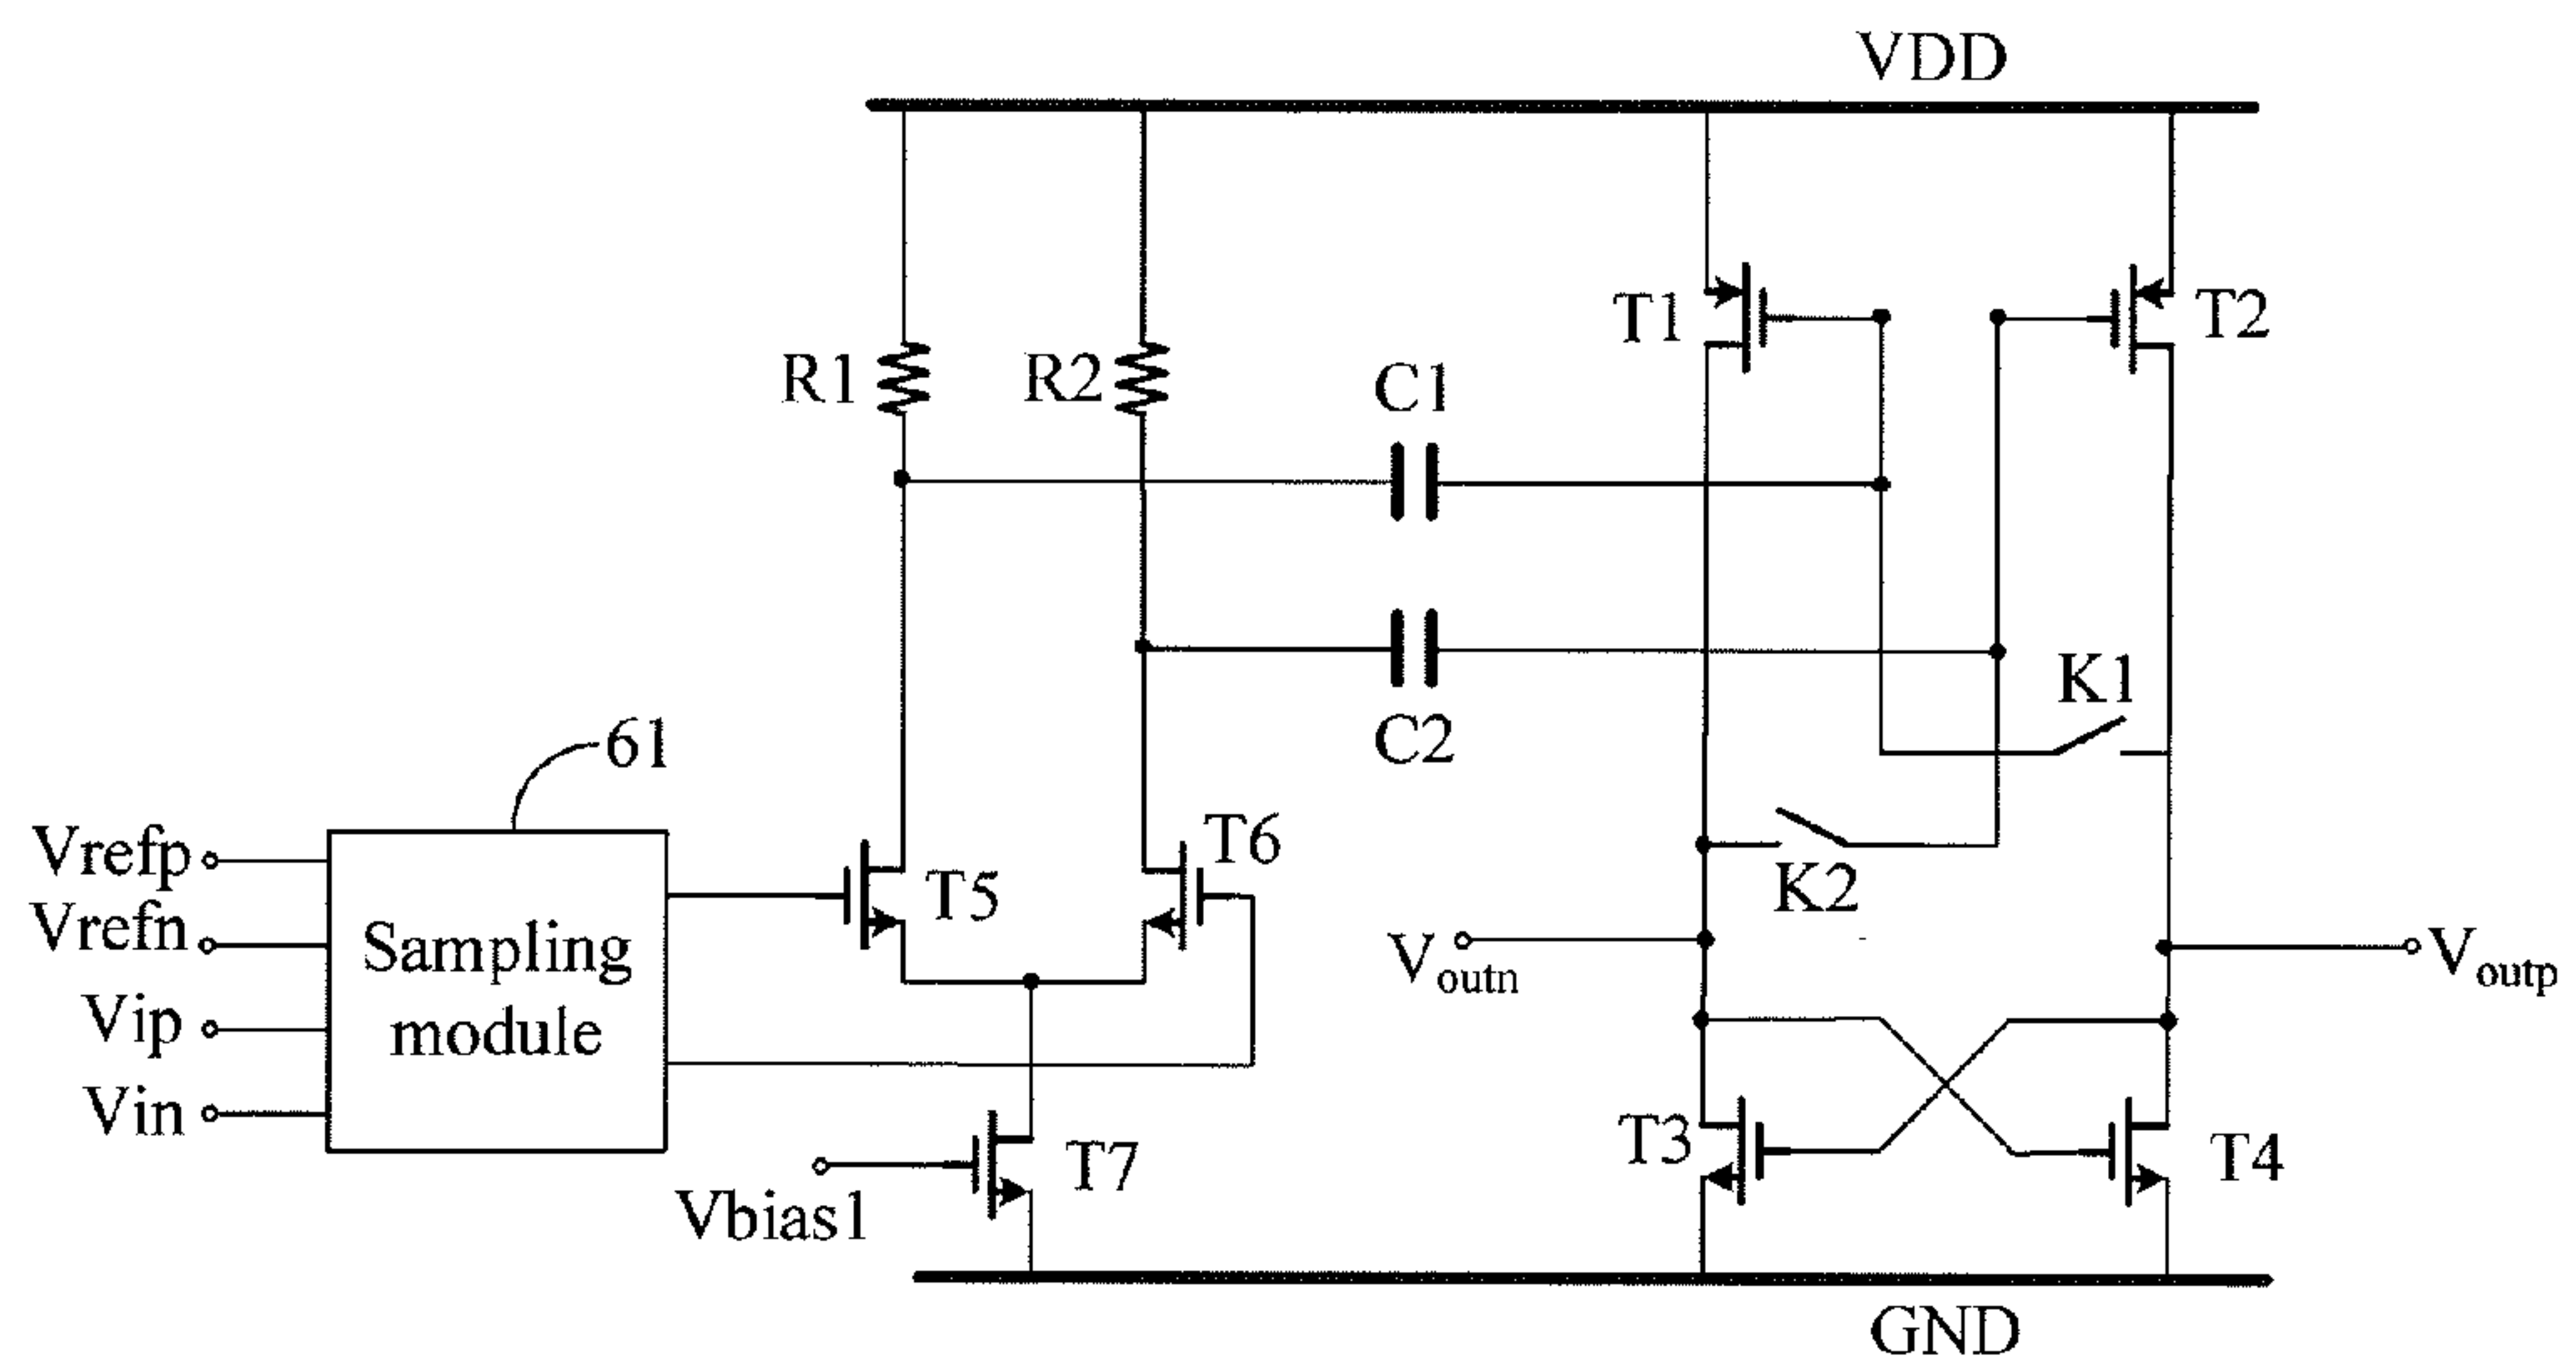 VDD
T1
T2
R1
R2
C1
C2
K1
K2
61
Vrefp
Vrefn
Vip
Vin
Sampling
module
T5
T6
T7
Vbias1
Voutn
Voutp
T3
T4
GND